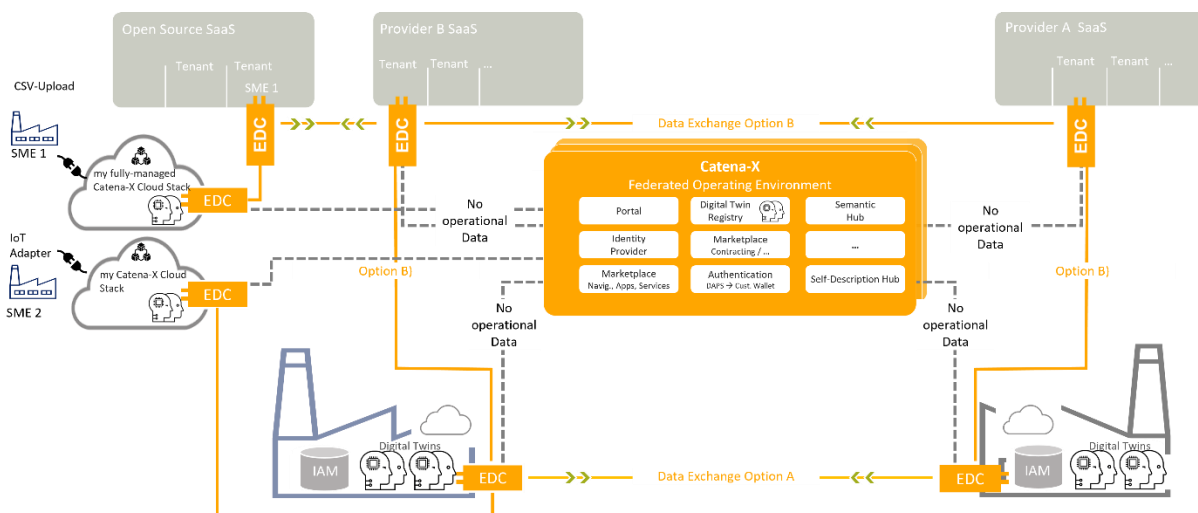 Open Source SaaS
Provider B SaaS
Provider A  SaaS
Tenant
Tenant
SME 1
Tenant
Tenant
...
Tenant
Tenant
...
CSV-Upload
SME 1
EDC
EDC
Data Exchange Option B
EDC
my fully-managed
Catena-X Cloud Stack
EDC
Catena-X
Federated Operating Environment
Portal
Digital Twin
Registry
Semantic
Hub
Identity
Provider
Marketplace
Contracting / ...
...
Marketplace
Navig., Apps, Services
Authentication
DAPS → Cust. Wallet
Self-Description Hub
No
operational
Data
No
operational
Data
IoT
Adapter
my Catena-X Cloud
Stack
EDC
SME 2
Option B)
Option B)
No
operational
Data
No
operational
Data
Digital Twins
IAM
EDC
Data Exchange Option A
EDC
Digital Twins
IAM